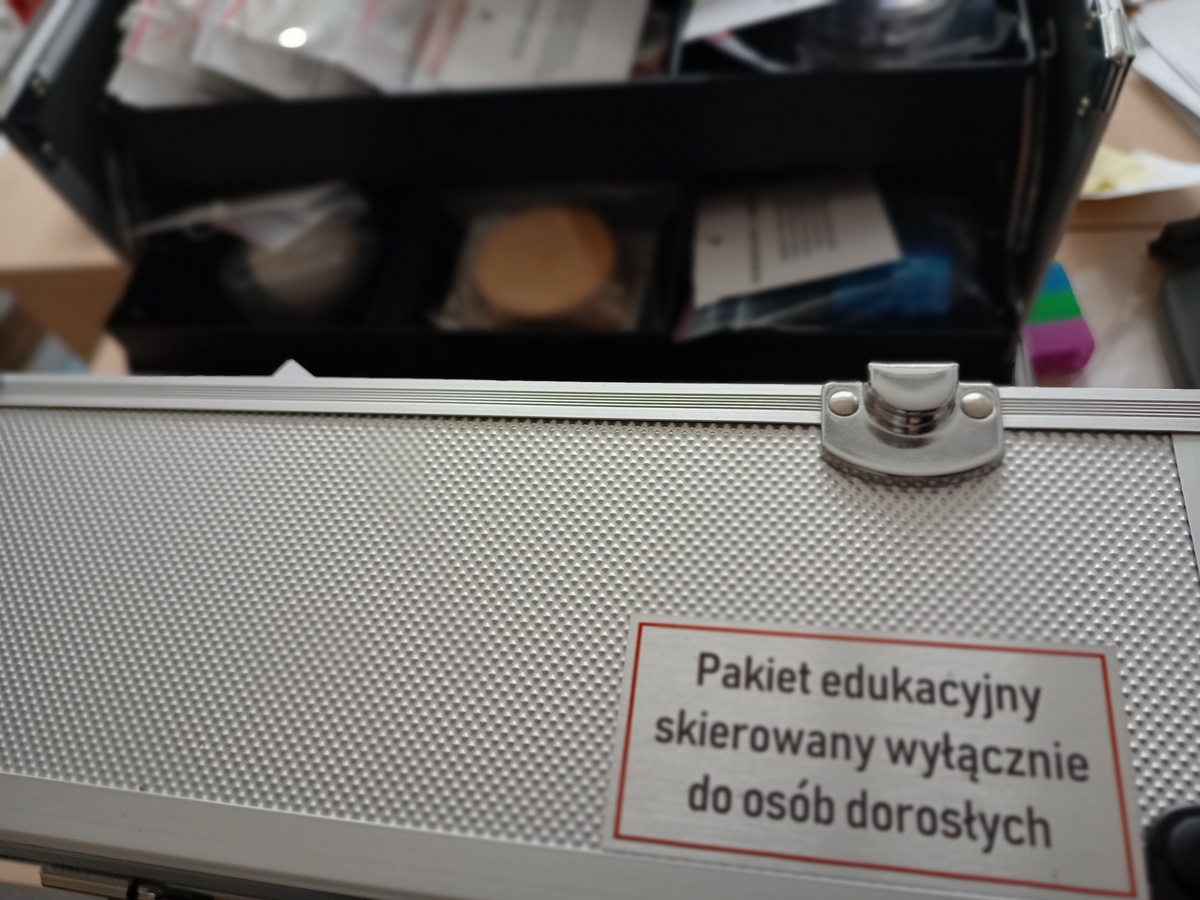 Pakiet edukacyjny
skierowany wyłącznie
do osób dorosłych